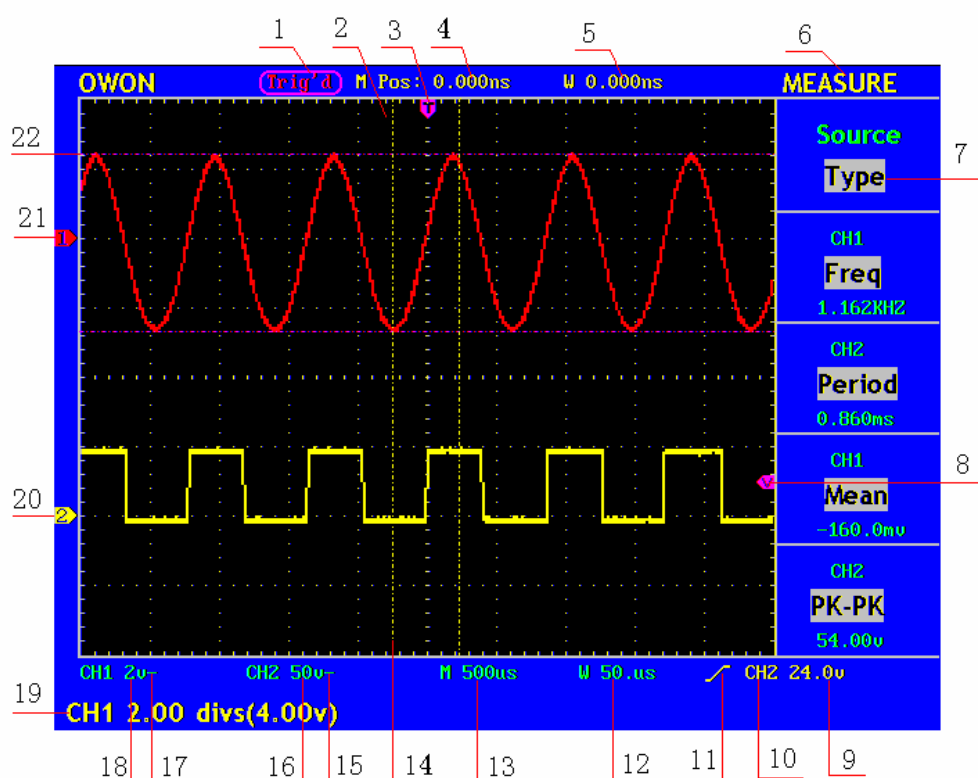 1 2 3 4 5 6
OWON Trig'd M Pos: 0.000ns W 0.000ns MEASURE
T
Source
Type
7
22
21
1
CH1
Freq
1.162KHZ
CH2
Period
0.860ms
CH1
Mean
-160.0mv
8
V
20
2
CH2
PK-PK
54.00v
CH1 2v- CH2 50v- M 500us W 50.us CH2 24.0v
19
CH1 2.00 divs(4.00v)
18 17 16 15 14 13 12 11 10 9